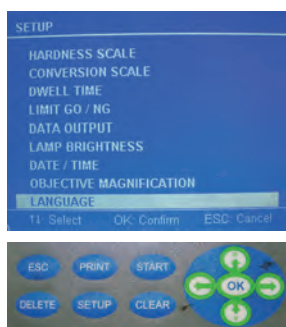 SETUP
HARDNESS SCALE
CONVERSION SCALE
DWELL TIME
LIMIT GO / NG
DATA OUTPUT
LAMP BRIGHTNESS
DATE / TIME
OBJECTIVE MAGNIFICATION
LANGUAGE
↑↓: Select OK: Confirm ESC: Cancel
ESC PRINT START
OK
DELETE SETUP CLEAR